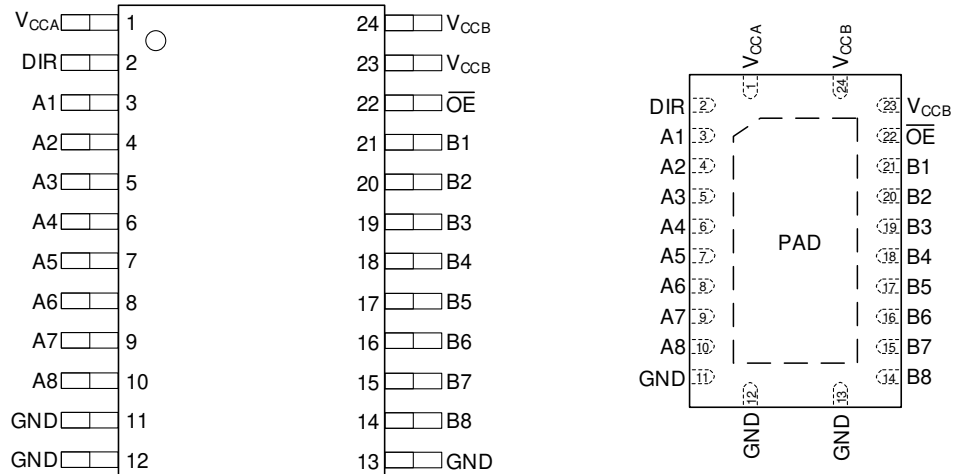 VCCA 1 24 VCCB
DIR 2 23 VCCB
A1 3 22 OE
A2 4 21 B1
A3 5 20 B2
A4 6 19 B3
A5 7 18 B4
A6 8 17 B5
A7 9 16 B6
A8 10 15 B7
GND 11 14 B8
GND 12 13 GND
VCCA VCCB
1 24
DIR 2 23 VCCB
A1 3 22 OE
A2 4 21 B1
A3 5 20 B2
A4 6 19 B3
A5 7 18 B4
PAD
A6 8 17 B5
A7 9 16 B6
A8 10 15 B7
GND 11 14 B8
12 13
GND GND